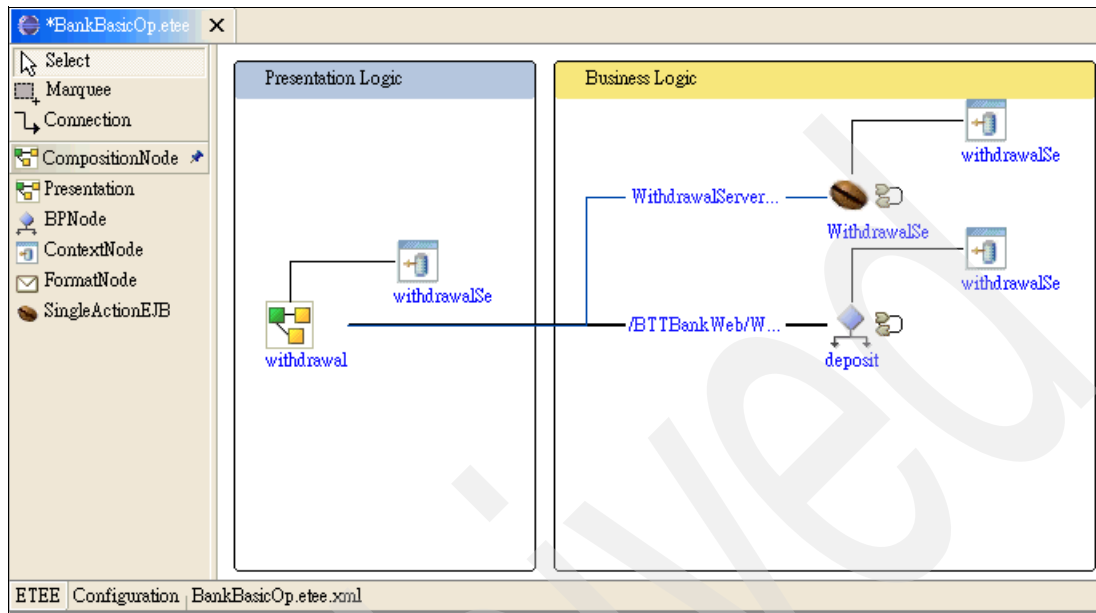 *BankBasicOp.etee
Select
Marquee
Connection
CompositionNode
Presentation
BPNode
ContextNode
FormatNode
SingleActionEJB
Presentation Logic
withdrawalSe
withdrawal
Business Logic
withdrawalSe
WithdrawalServer...
WithdrawalSe
withdrawalSe
/BTTBankWeb/W...
deposit
ETEE Configuration BankBasicOp.etee.xml